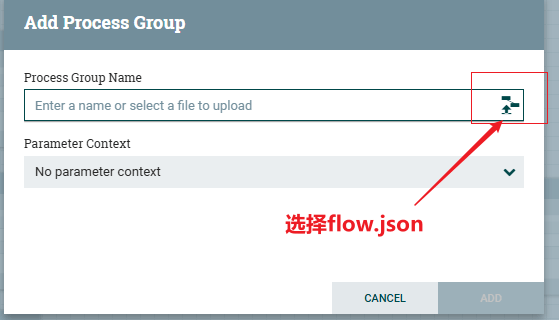 Add Process Group
Process Group Name
Enter a name or select a file to upload
Parameter Context
No parameter context
选择flow.json
CANCEL
ADD